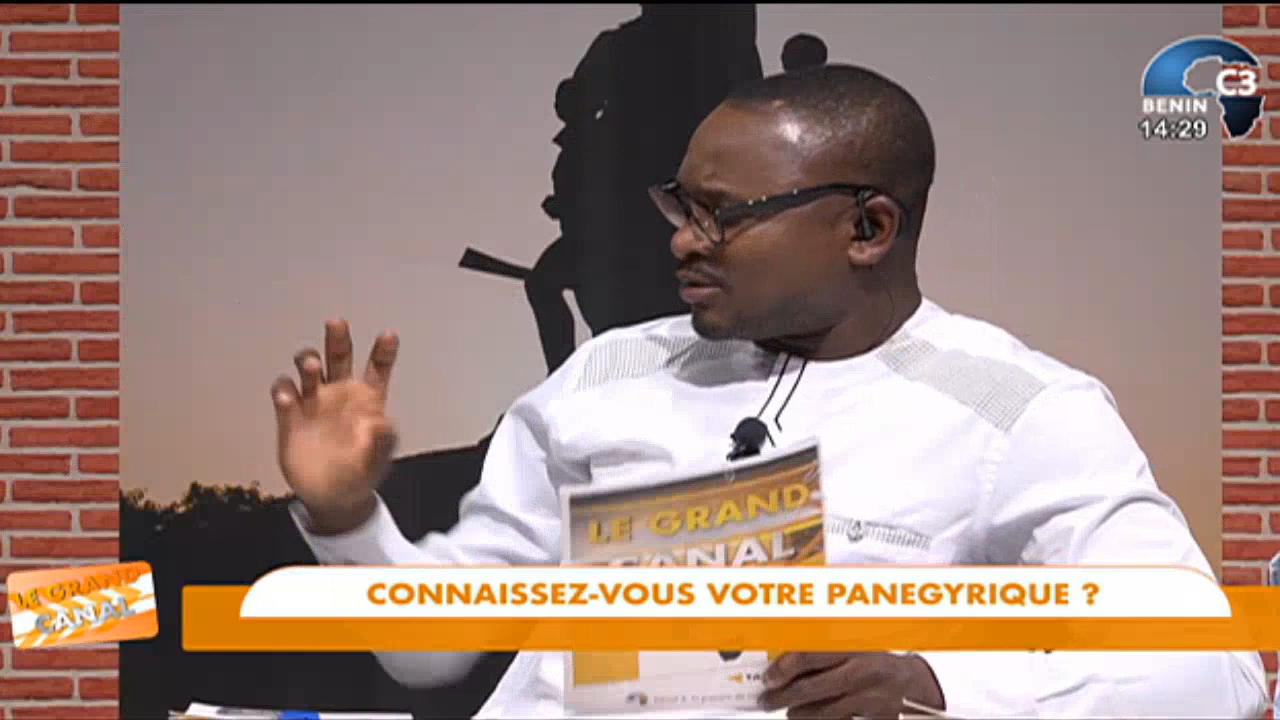 C3
BENIN
14:29
LE GRAND
CANAL
CONNAISSEZ-VOUS VOTRE PANEGYRIQUE ?
LE GRAND
CANAL